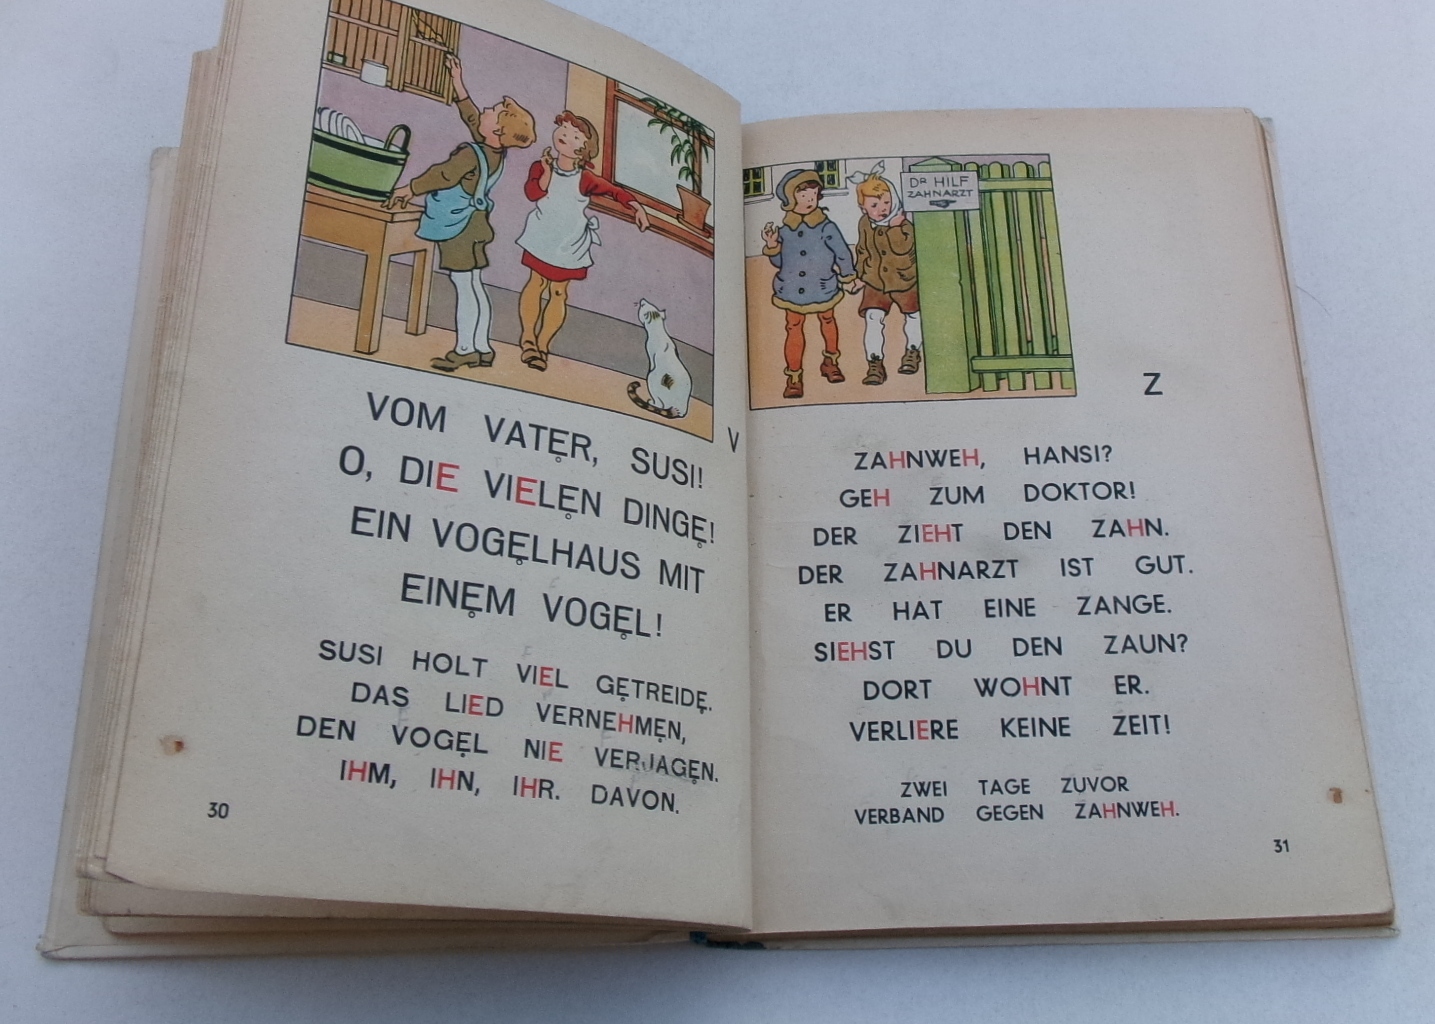 VOM VATER, SUSI!
V
O, DIE VIELEN DINGE!
EIN VOGELHAUS MIT
EINEM VOGEL!
SUSI HOLT VIEL GETREIDE.
DAS LIED VERNEHMEN,
DEN VOGEL NIE VERJAGEN.
IHM, IHN, IHR. DAVON.
30
DR HILF
ZAHNARZT
Z
ZAHNWEH, HANSI?
GEH ZUM DOKTOR!
DER ZIEHT DEN ZAHN.
DER ZAHNARZT IST GUT.
ER HAT EINE ZANGE.
SIEHST DU DEN ZAUN?
DORT WOHNT ER.
VERLIERE KEINE ZEIT!
ZWEI TAGE ZUVOR
VERBAND GEGEN ZAHNWEH.
31